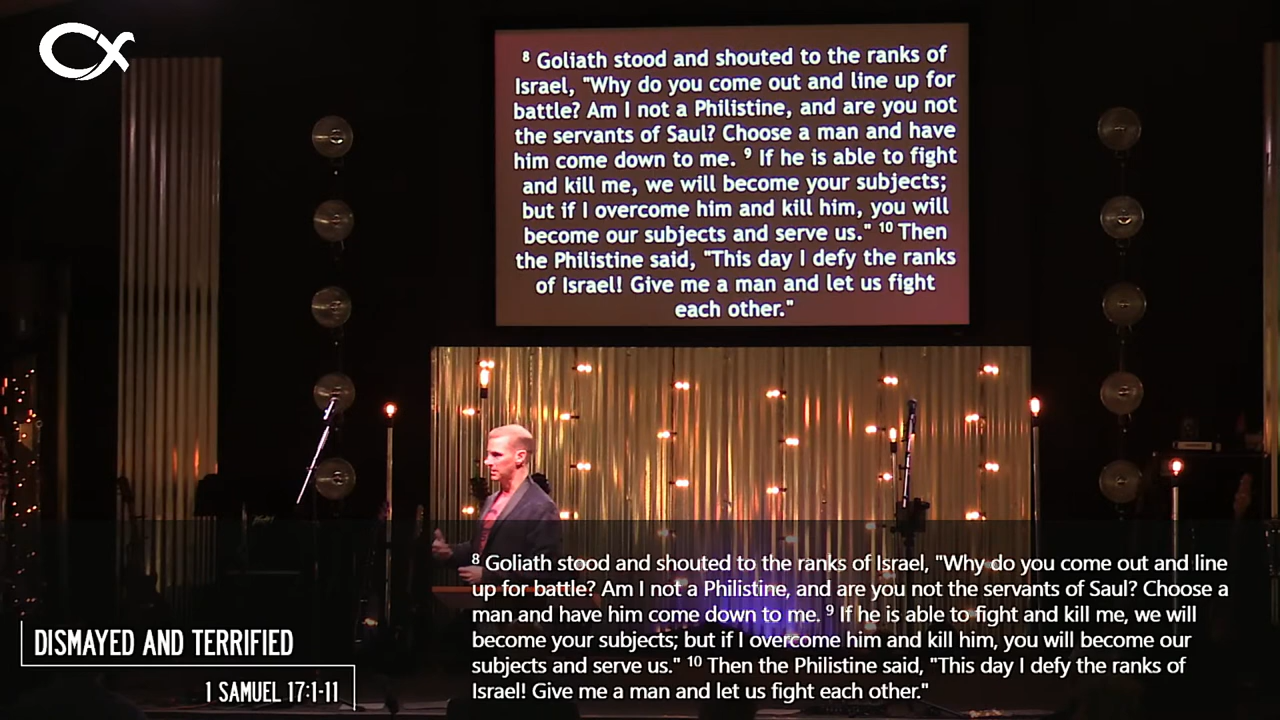 CX
⁸ Goliath stood and shouted to the ranks of
Israel, "Why do you come out and line up for
battle? Am I not a Philistine, and are you not
the servants of Saul? Choose a man and have
him come down to me. ⁹ If he is able to fight
and kill me, we will become your subjects;
but if I overcome him and kill him, you will
become our subjects and serve us." ¹⁰ Then
the Philistine said, "This day I defy the ranks
of Israel! Give me a man and let us fight
each other."
⁸ Goliath stood and shouted to the ranks of Israel, "Why do you come out and line
up for battle? Am I not a Philistine, and are you not the servants of Saul? Choose a
man and have him come down to me. ⁹ If he is able to fight and kill me, we will
become your subjects; but if I overcome him and kill him, you will become our
subjects and serve us." ¹⁰ Then the Philistine said, "This day I defy the ranks of
Israel! Give me a man and let us fight each other."
DISMAYED AND TERRIFIED
1 SAMUEL 17:1-11